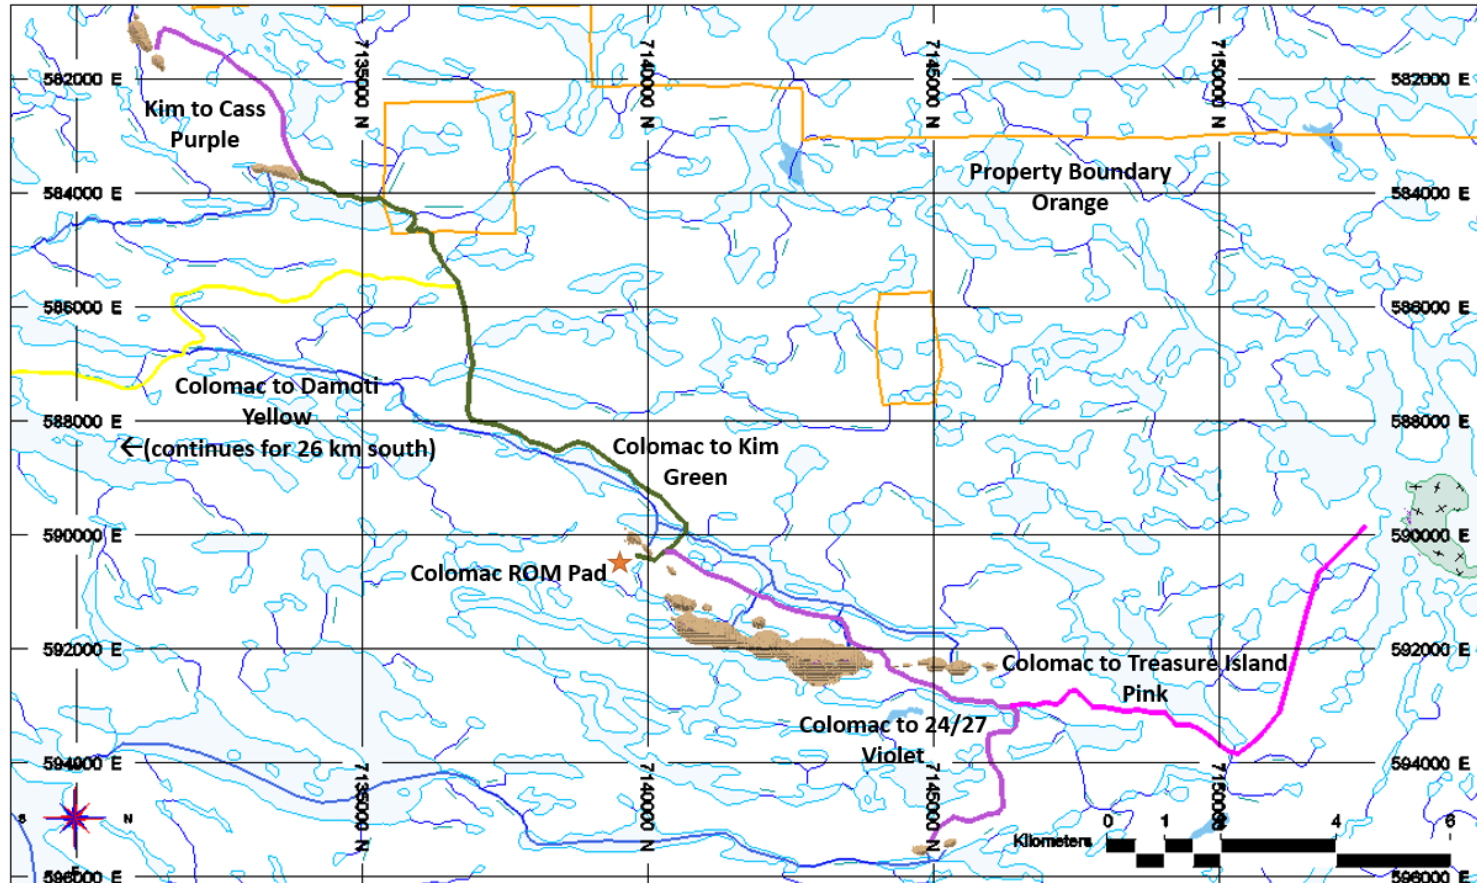 7135000 N
7140000 N
7145000 N
7150000 N
582000 E
582000 E
Kim to Cass
Purple
Property Boundary
Orange
584000 E
584000 E
586000 E
586000 E
Colomac to Damoti
Yellow
←(continues for 26 km south)
588000 E
588000 E
Colomac to Kim
Green
590000 E
590000 E
Colomac ROM Pad
592000 E
592000 E
Colomac to Treasure Island
Pink
Colomac to 24/27
Violet
594000 E
594000 E
7135000 N
7140000 N
7145000 N
7150000 N
S
N
E
Kilometers
0
1
2
4
6
596000 E
596000 E